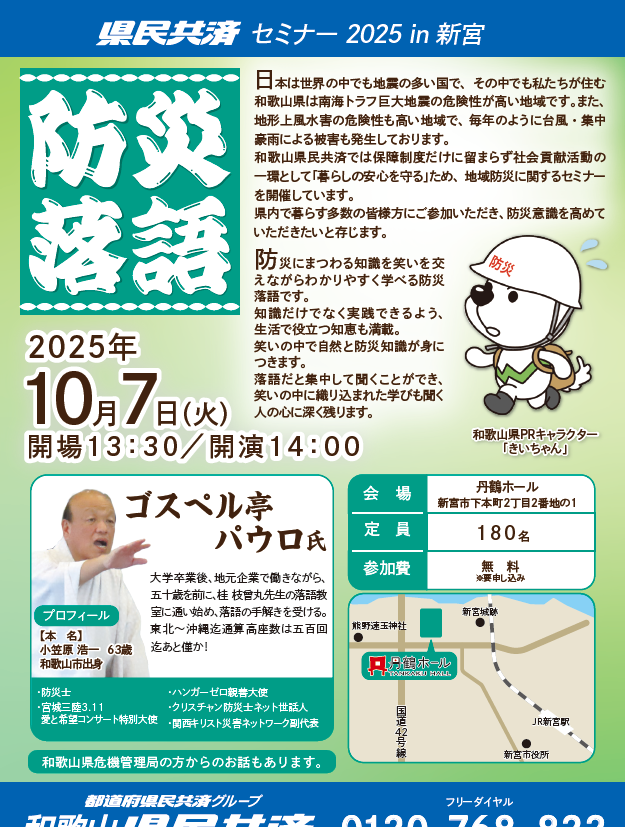 県民共済 セミナー 2025 in 新宮
防災
落語
日本は世界の中でも地震の多い国で、その中でも私たちが住む
和歌山県は南海トラフ巨大地震の危険性が高い地域です。また、
地形上風水害の危険性も高い地域で、毎年のように台風・集中
豪雨による被害も発生しております。
和歌山県民共済では保障制度だけに留まらず社会貢献活動の
一環として「暮らしの安心を守る」ため、地域防災に関するセミナー
を開催しています。
県内で暮らす多数の皆様方にご参加いただき、防災意識を高めて
いただきたいと存じます。
防災にまつわる知識を笑いを交
えながらわかりやすく学べる防災
落語です。
知識だけでなく実践できるよう、
生活で役立つ知恵も満載。
笑いの中で自然と防災知識が身に
つきます。
落語だと集中して聞くことができ、
笑いの中に織り込まれた学びも聞く
人の心に深く残ります。
防災
和歌山県PRキャラクター
「きいちゃん」
2025年
10月7日(火)
開場13:30/開演14:00
ゴスペル亭
パウロ氏
大学卒業後、地元企業で働きながら、
五十歳を前に、桂 枝曾丸先生の落語教
室に通い始め、落語の手解きを受ける。
東北～沖縄迄通算高座数は五百回
迄あと僅か!
プロフィール
【本 名】
小笠原 浩一 63歳
和歌山市出身
・防災士
・宮城三陸3.11
愛と希望コンサート特別大使
・ハンガーゼロ親善大使
・クリスチャン防災士ネット世話人
・関西キリスト災害ネットワーク副代表
和歌山県危機管理局の方からのお話もあります。
会 場
丹鶴ホール
新宮市下本町2丁目2番地の1
定 員
180名
参加費
無 料
※要申し込み
熊野速玉神社
新宮城跡
丹鶴ホール
TANKAKU HALL
国道42号線
JR新宮駅
新宮市役所
都道府県民共済グループ
和歌山県民共済
フリーダイヤル
0120-768-823